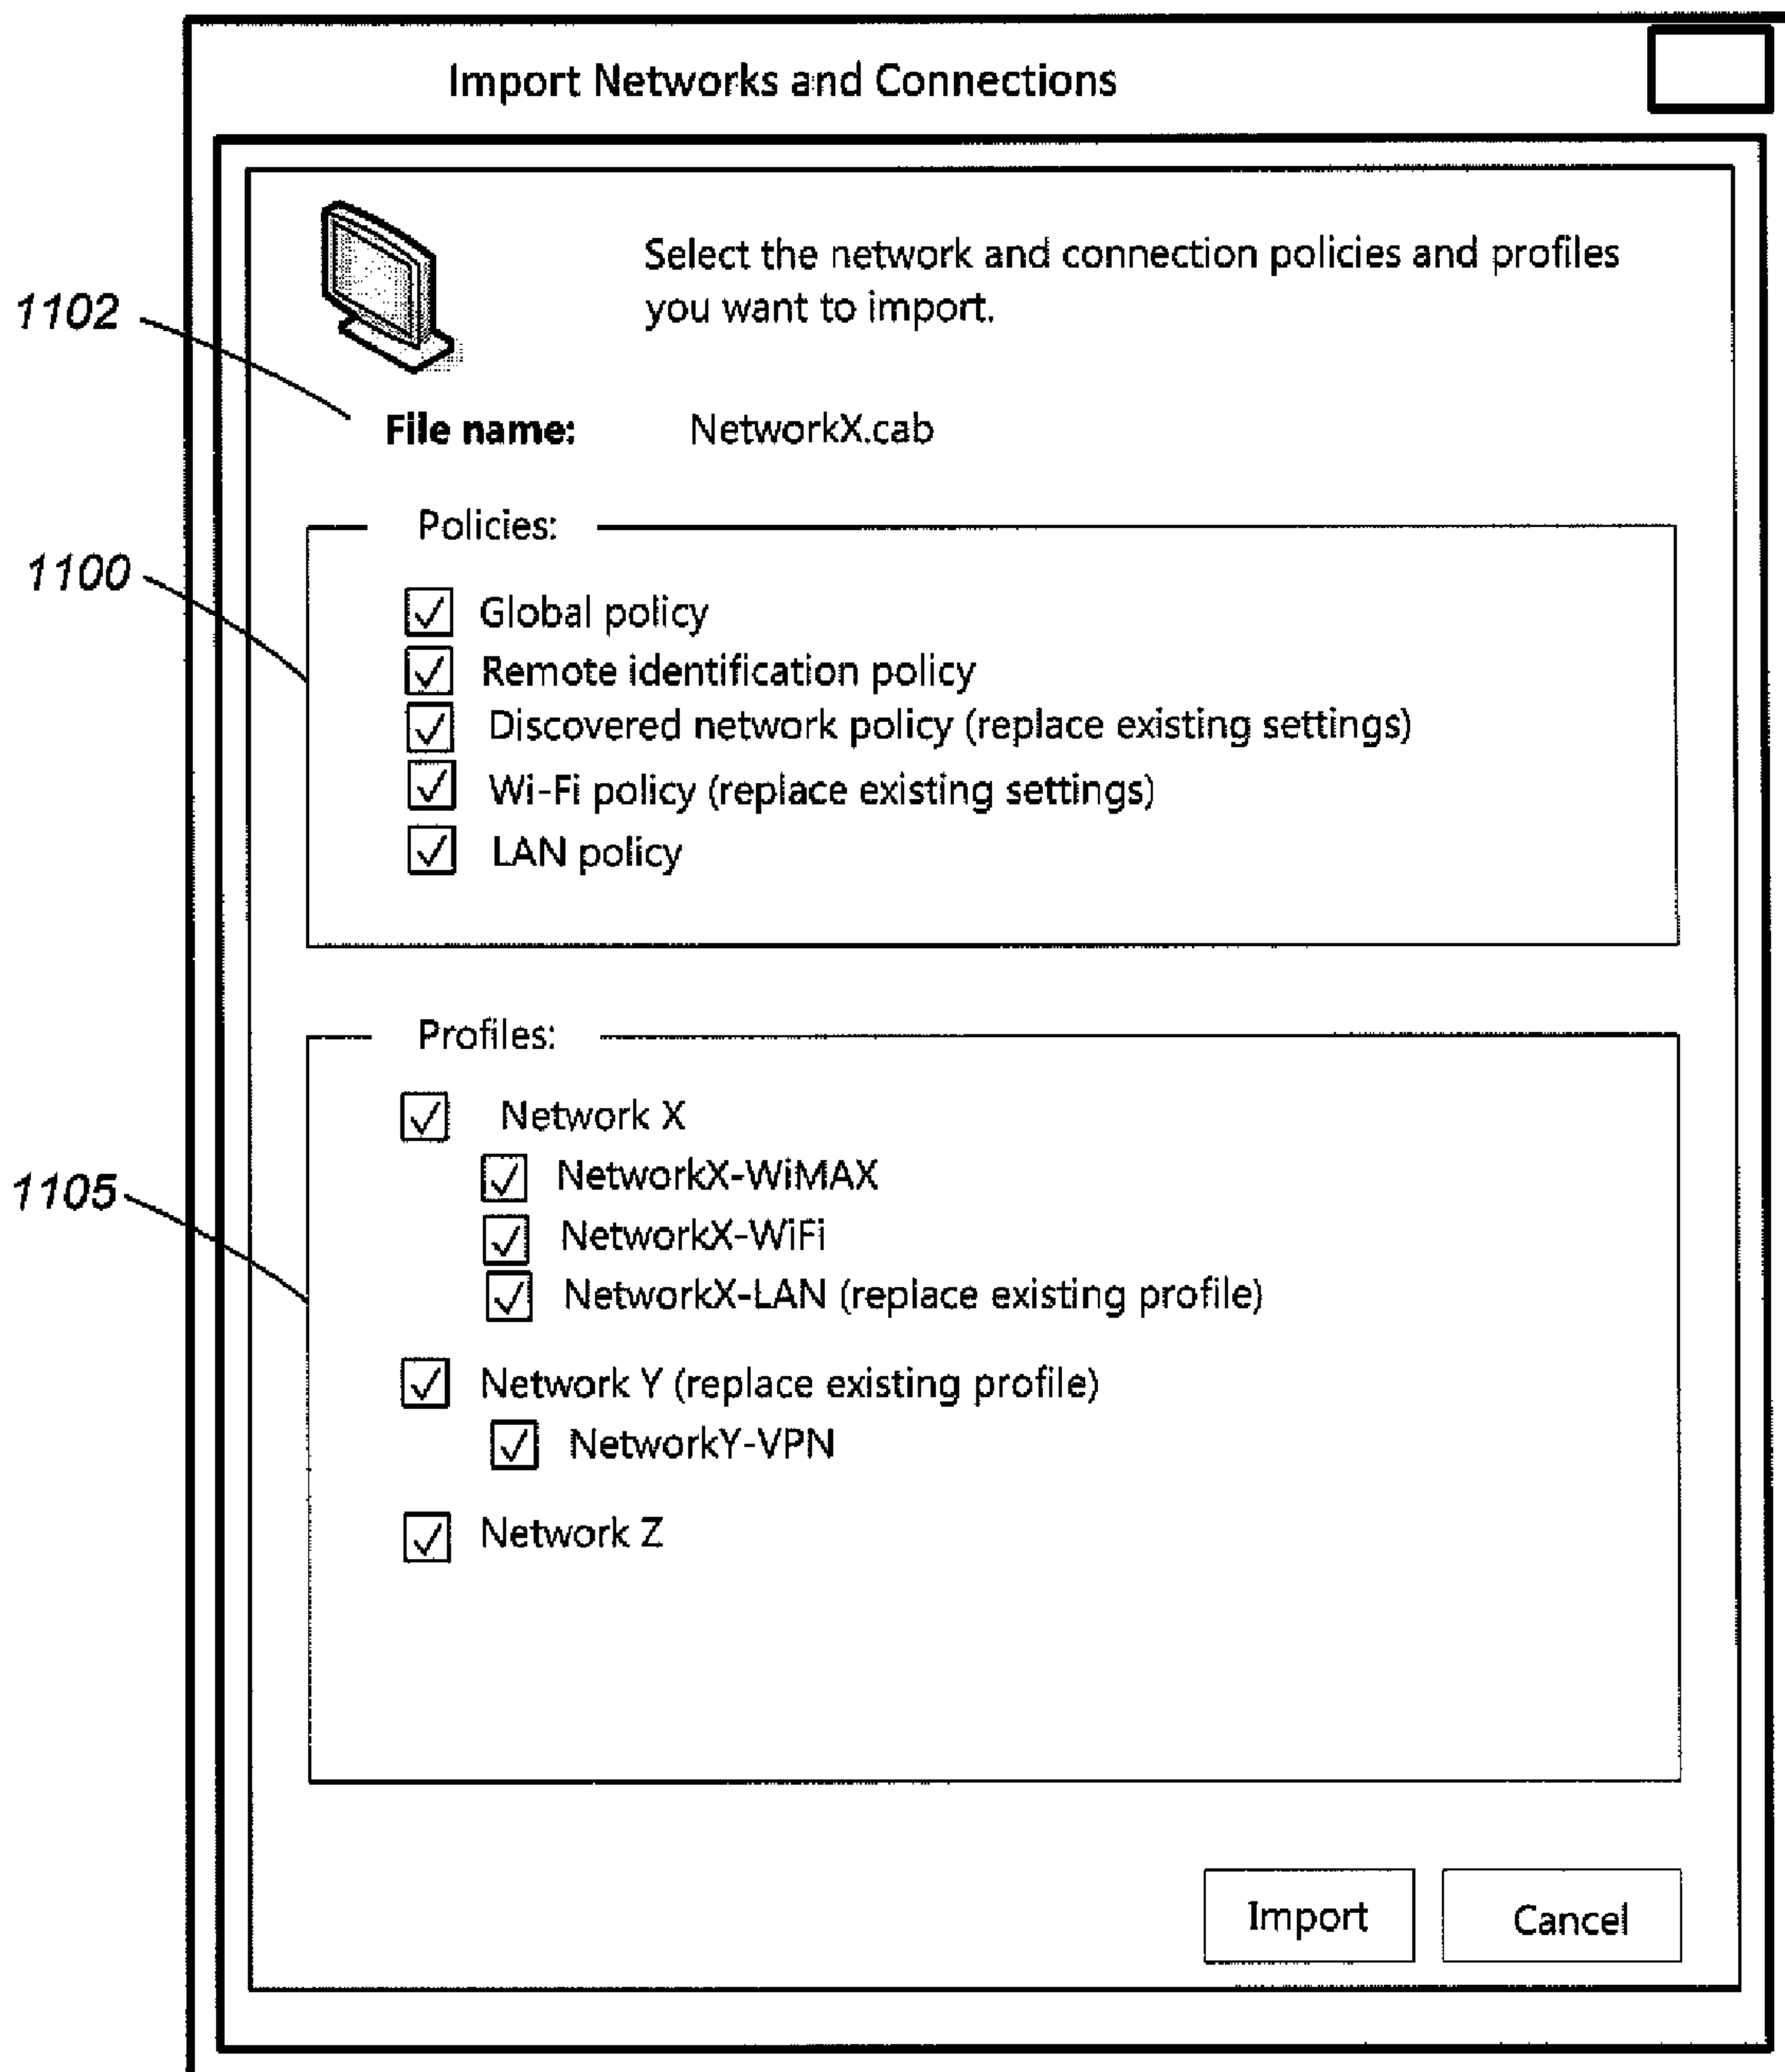 Import Networks and Connections
Select the network and connection policies and profiles
you want to import.
1102
File name: NetworkX.cab
Policies:
1100
Global policy
Remote identification policy
Discovered network policy (replace existing settings)
Wi-Fi policy (replace existing settings)
LAN policy
Profiles:
Network X
1105
NetworkX-WiMAX
NetworkX-WiFi
NetworkX-LAN (replace existing profile)
Network Y (replace existing profile)
NetworkY-VPN
Network Z
Import
Cancel